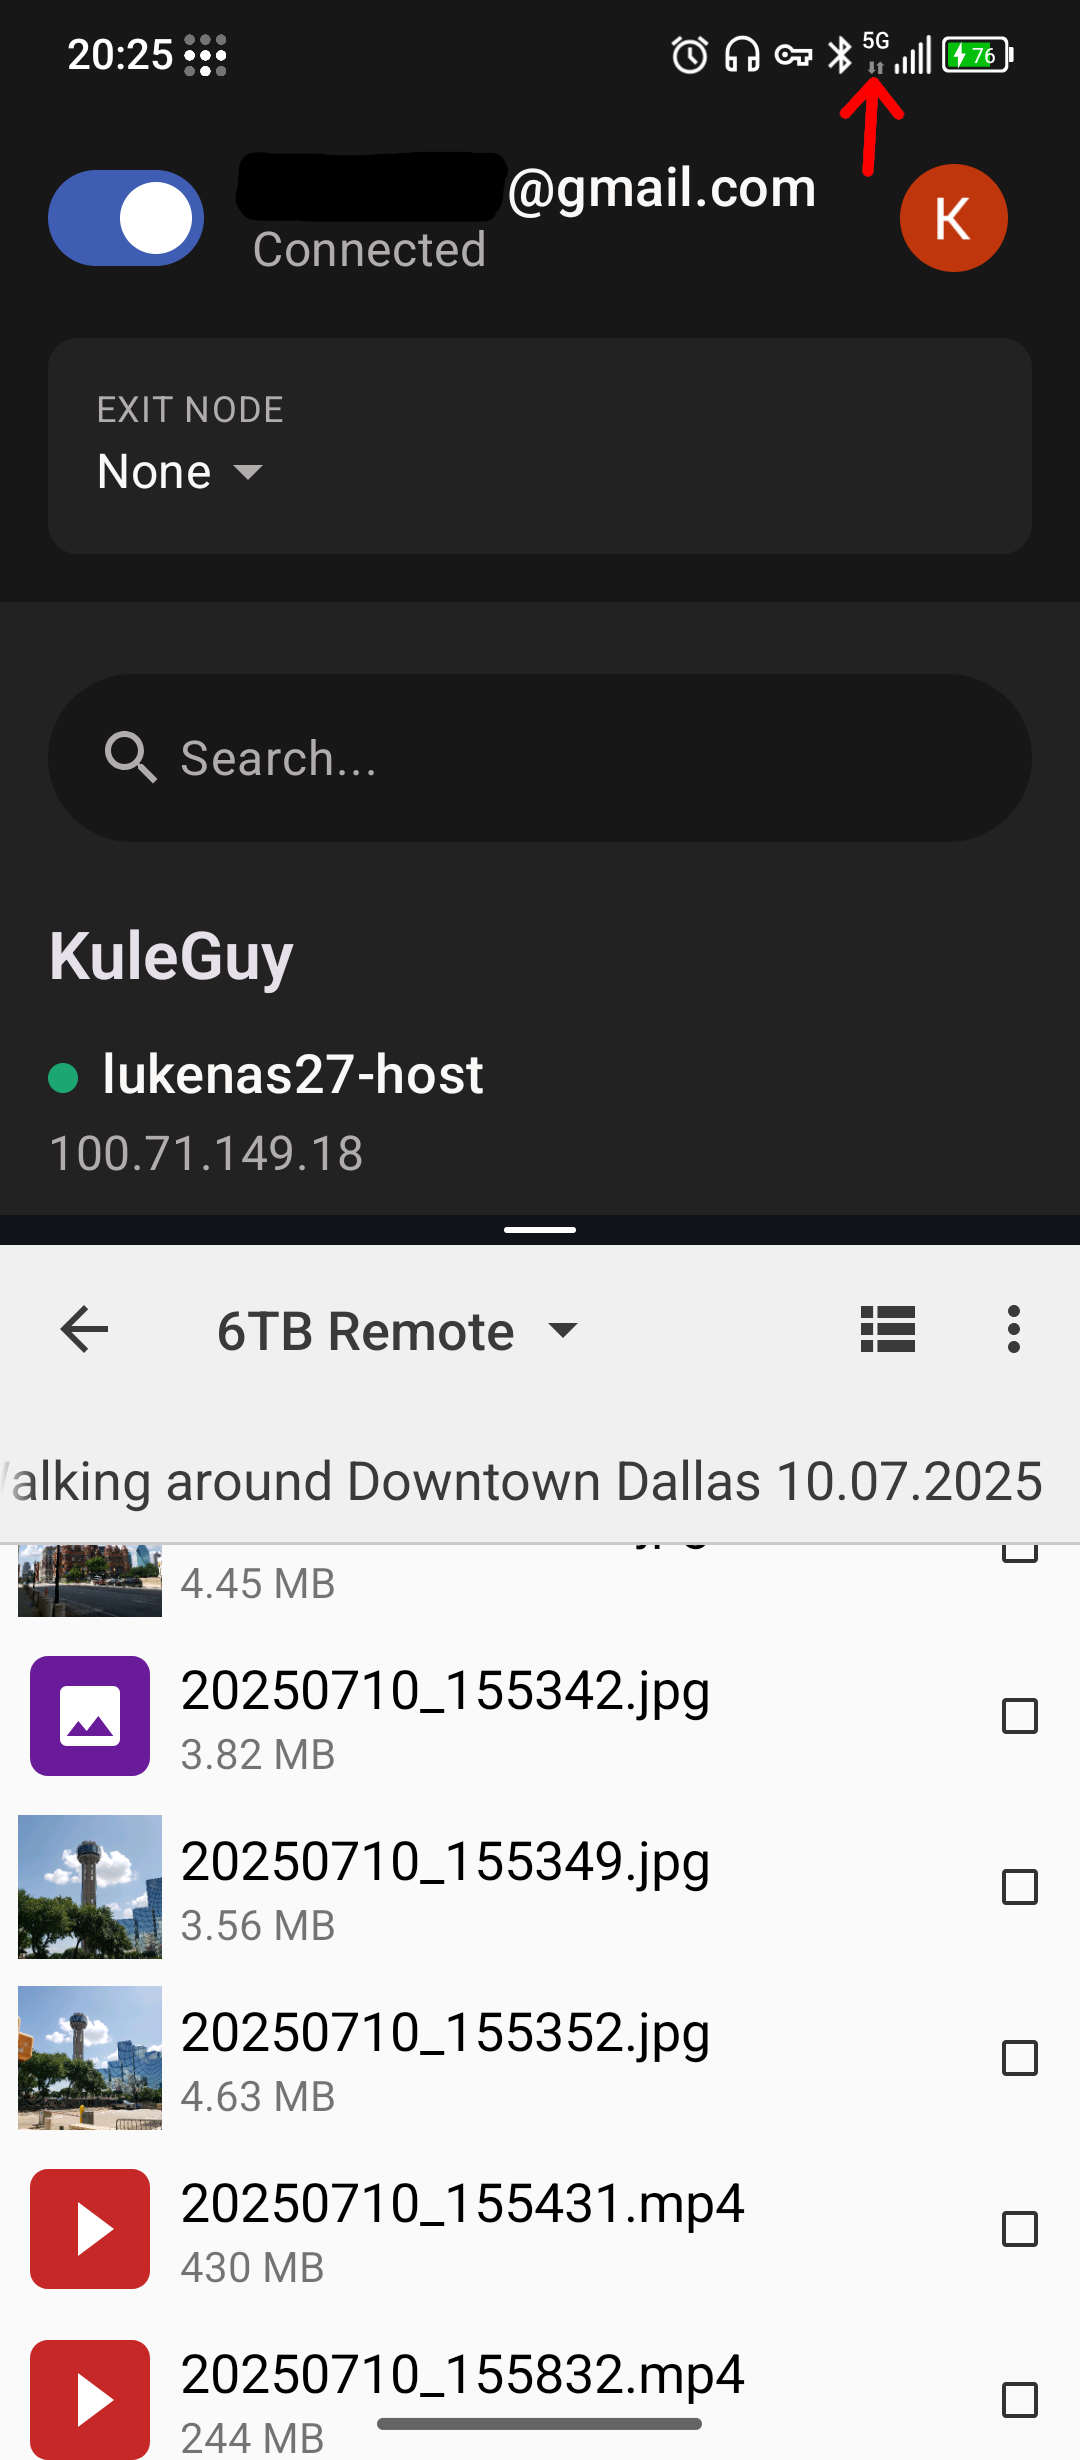 20:25
5G
76
@gmail.com
Connected
K
EXIT NODE
None
Search...
KuleGuy
lukenas27-host
100.71.149.18
6TB Remote
alking around Downtown Dallas 10.07.2025
4.45 MB
20250710_155342.jpg
3.82 MB
20250710_155349.jpg
3.56 MB
20250710_155352.jpg
4.63 MB
20250710_155431.mp4
430 MB
20250710_155832.mp4
244 MB